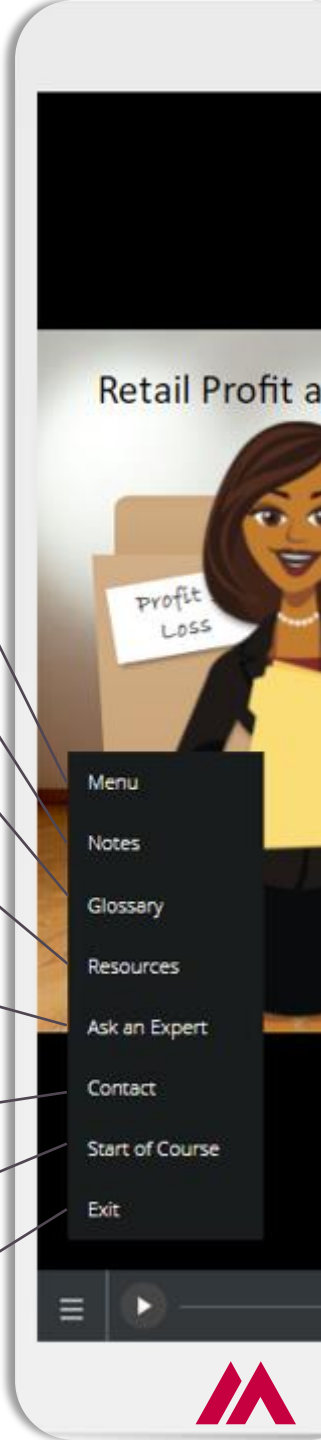 Retail Profit a
Profit
Loss
Menu
Notes
Glossary
Resources
Ask an Expert
Contact
Start of Course
Exit